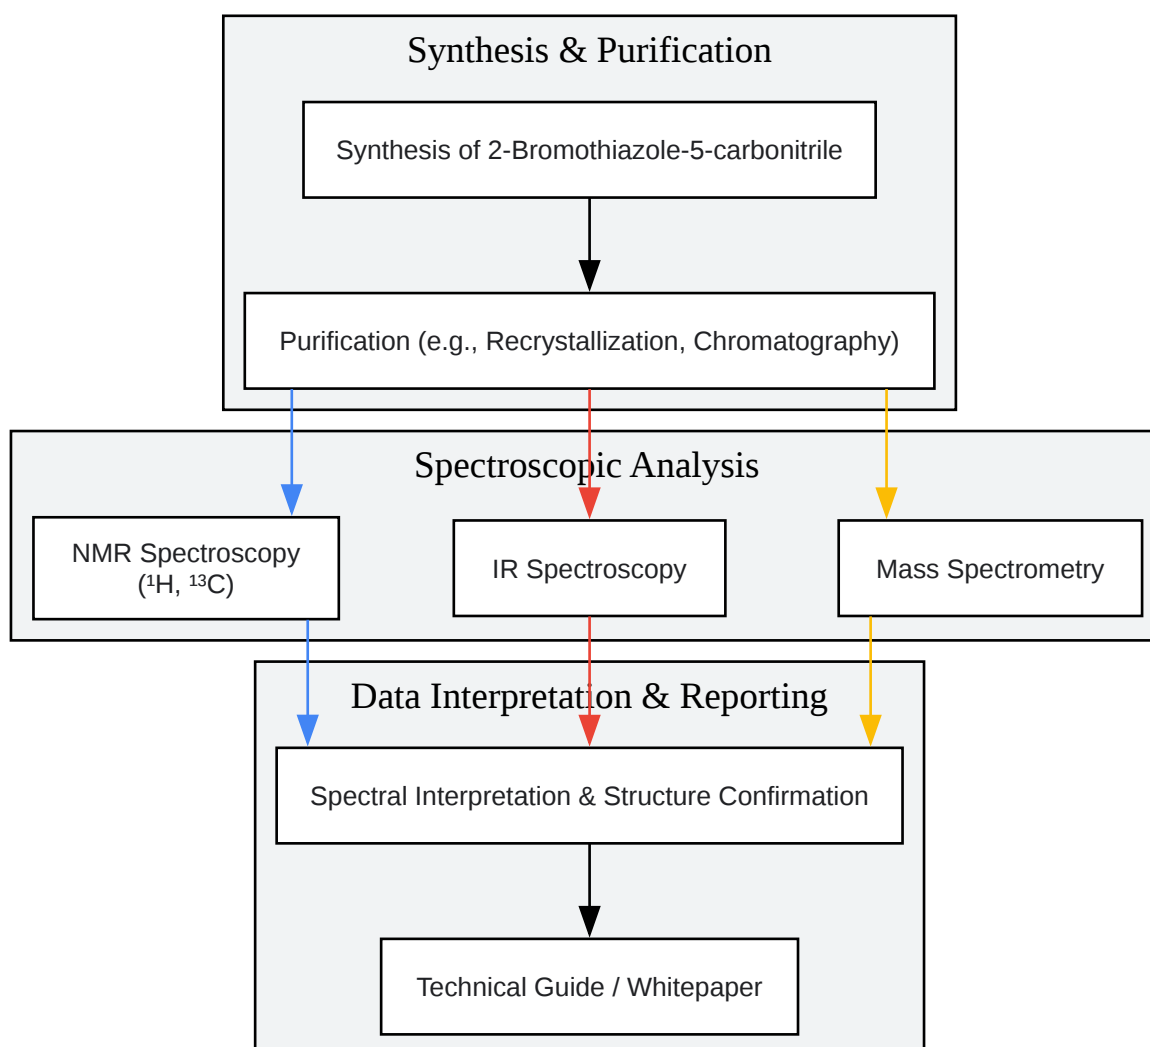 Synthesis & Purification
Synthesis of 2-Bromothiazole-5-carbonitrile
Purification (e.g., Recrystallization, Chromatography)
Spectroscopic Analysis
NMR Spectroscopy
(¹H, ¹³C)
IR Spectroscopy
Mass Spectrometry
Data Interpretation & Reporting
Spectral Interpretation & Structure Confirmation
Technical Guide / Whitepaper